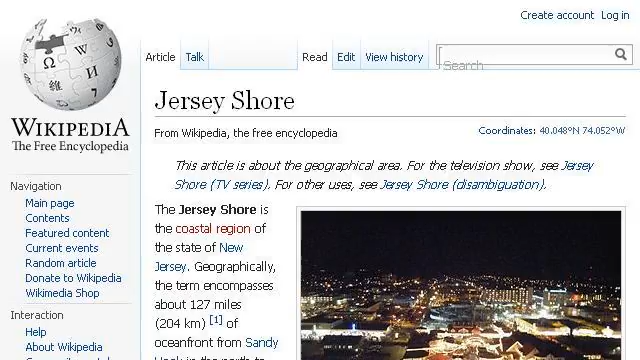 Create account Log in
Article Talk Read Edit View history Search
Jersey Shore
WIKIPEDIA
The Free Encyclopedia
From Wikipedia, the free encyclopedia
Coordinates: 40.048°N 74.052°W
This article is about the geographical area. For the television show, see Jersey
Shore (TV series). For other uses, see Jersey Shore (disambiguation).
Navigation
Main page
Contents
Featured content
Current events
Random article
Donate to Wikipedia
Wikimedia Shop
Interaction
Help
About Wikipedia
The Jersey Shore is
the coastal region of
the state of New
Jersey. Geographically,
the term encompasses
about 127 miles
(204 km) [1] of
oceanfront from Sandy
Hook in the north to